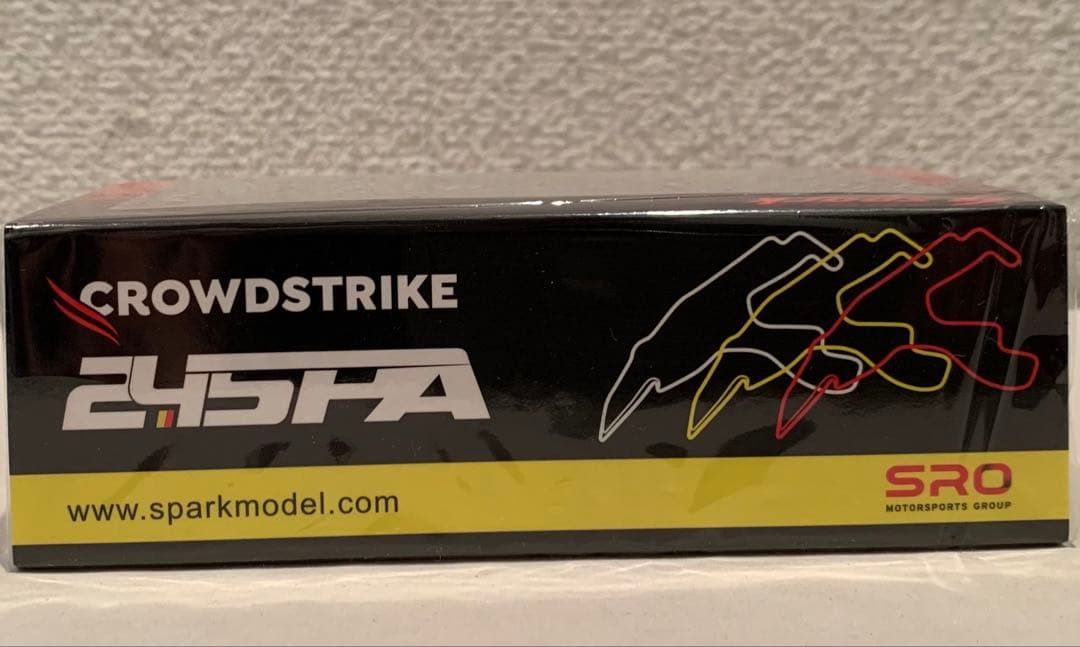 CROWDSTRIKE
24SPA
www.sparkmodel.com
SRO
MOTORSPORTS GROUP